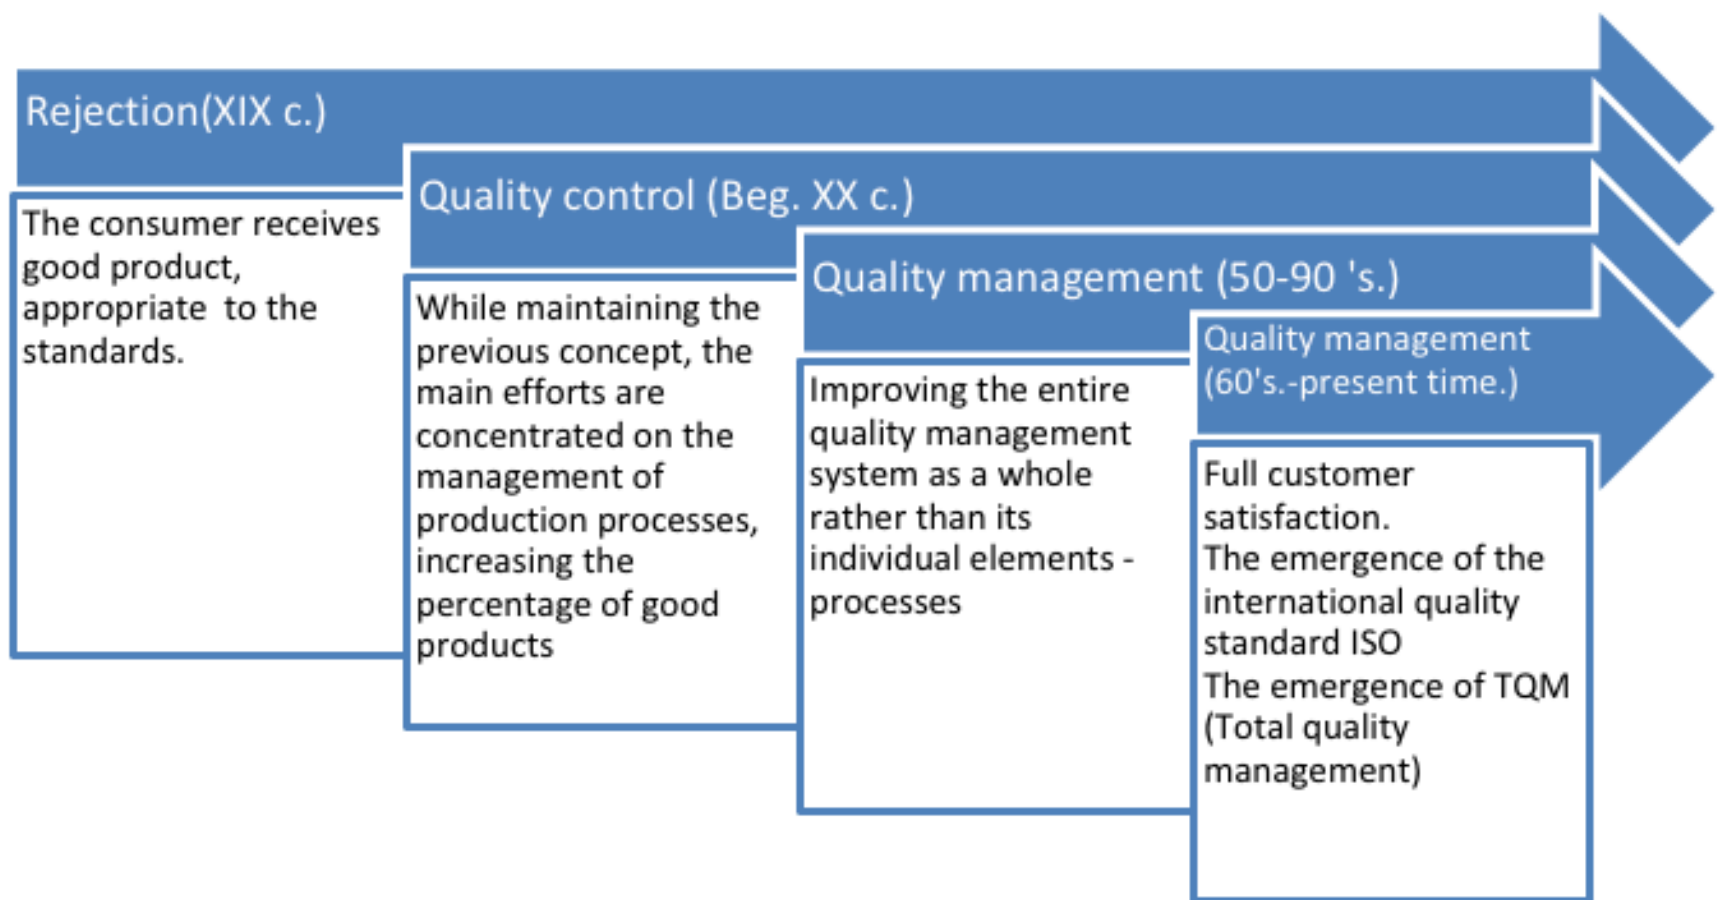 Rejection(XIX c.)
The consumer receives
good product,
appropriate  to the
standards.
Quality control (Beg. XX c.)
While maintaining the
previous concept, the
main efforts are
concentrated on the
management of
production processes,
increasing the
percentage of good
products
Quality management (50-90 's.)
Improving the entire
quality management
system as a whole
rather than its
individual elements -
processes
Quality management
(60's.-present time.)
Full customer
satisfaction.
The emergence of the
international quality
standard ISO
The emergence of TQM
(Total quality
management)